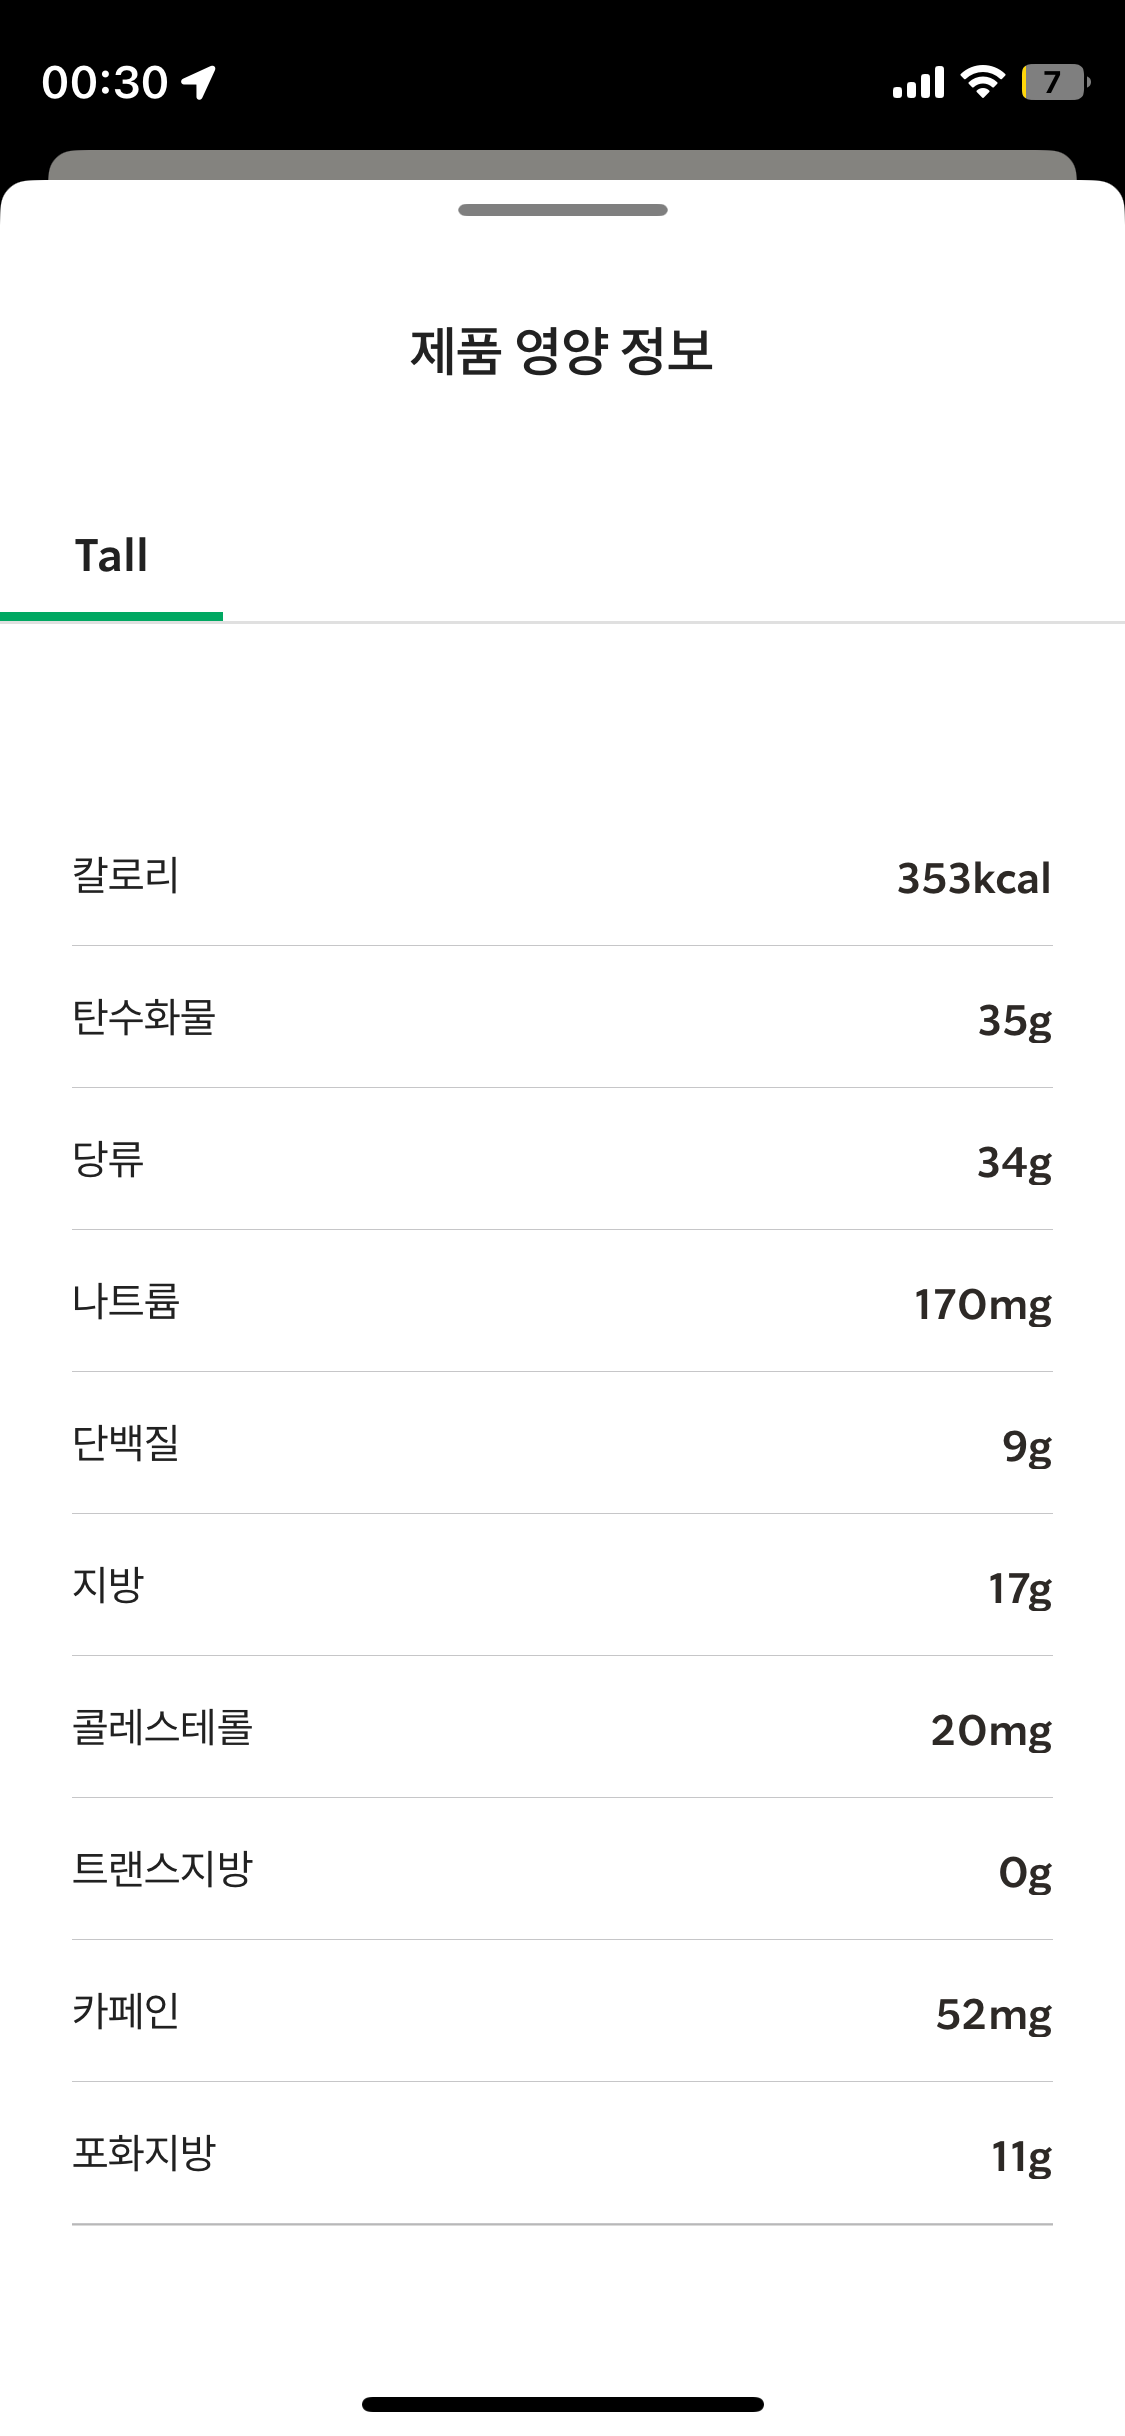 00:30
7
제품 영양 정보
Tall
칼로리 353kcal
탄수화물 35g
당류 34g
나트륨 170mg
단백질 9g
지방 17g
콜레스테롤 20mg
트랜스지방 0g
카페인 52mg
포화지방 11g